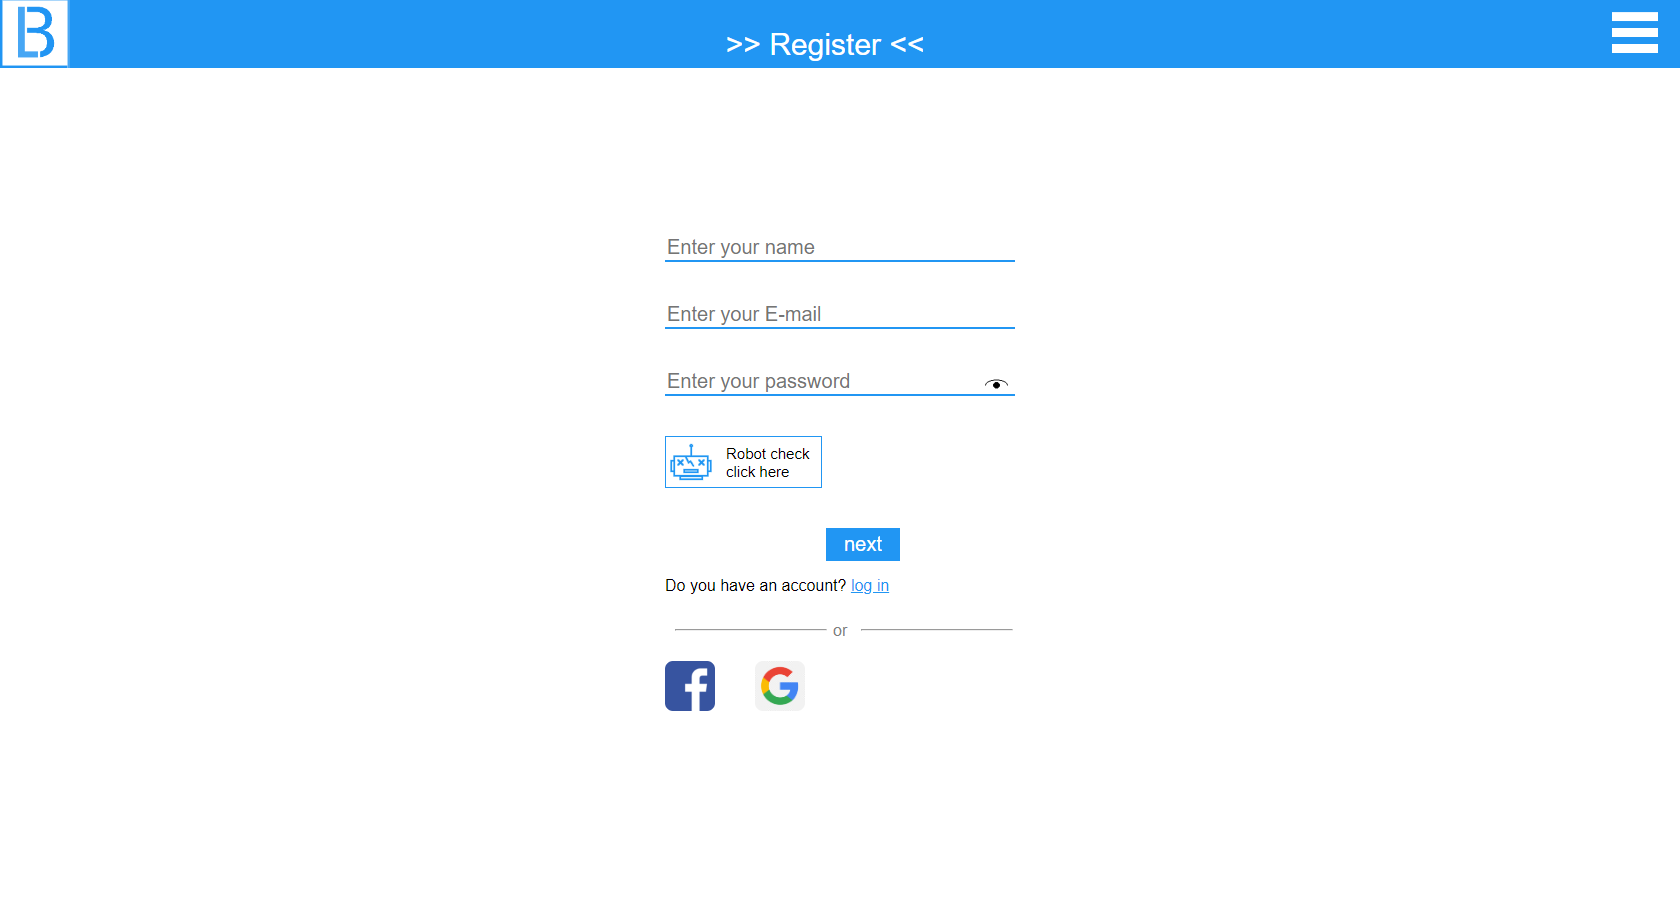 B
>> Register <<
Enter your name
Enter your E-mail
Enter your password
Robot check
click here
next
Do you have an account? log in
or
f
G